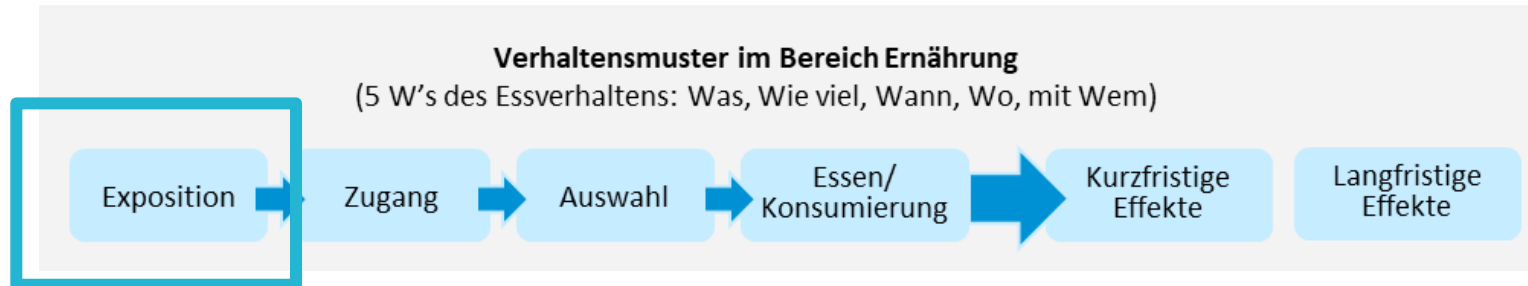 Verhaltensmuster im Bereich Ernährung
(5 W’s des Essverhaltens: Was, Wie viel, Wann, Wo, mit Wem)
Exposition
Zugang
Auswahl
Essen/
Konsumierung
Kurzfristige
Effekte
Langfristige
Effekte